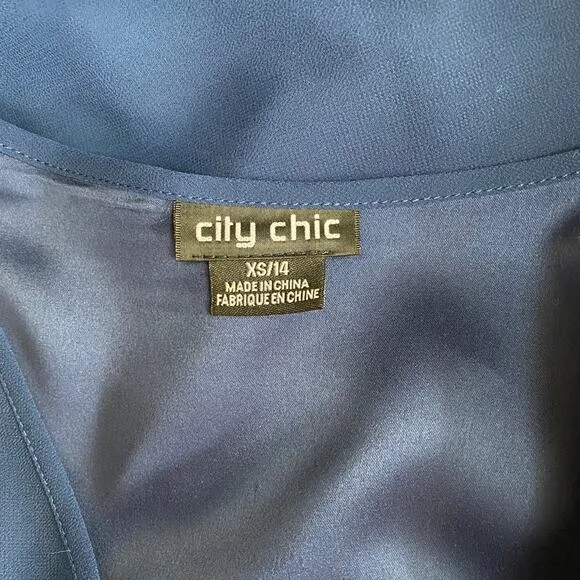 city chic
XS/14
MADE IN CHINA
FABRIQUE EN CHINE